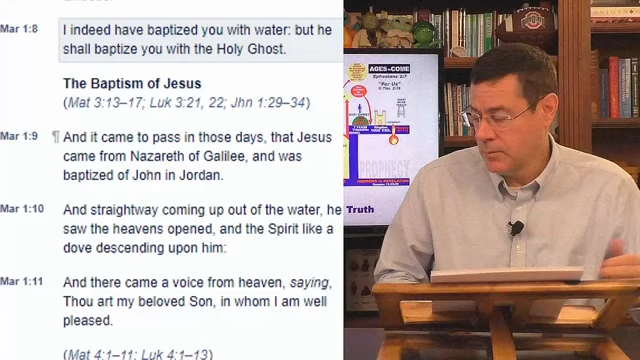 Mar 1:8 I indeed have baptized you with water: but he
shall baptize you with the Holy Ghost.
The Baptism of Jesus
(Mat 3:13–17; Luk 3:21, 22; Jhn 1:29–34)
Mar 1:9 ¶ And it came to pass in those days, that Jesus
came from Nazareth of Galilee, and was
baptized of John in Jordan.
Mar 1:10 And straightway coming up out of the water, he
saw the heavens opened, and the Spirit like a
dove descending upon him:
Mar 1:11 And there came a voice from heaven, saying,
Thou art my beloved Son, in whom I am well
pleased.
(Mat 4:1–11; Luk 4:1–13)
AGES to COME
Ephesians 2:7
"For Us"
PROPHECY
HEBREWS to REVELATION
Truth